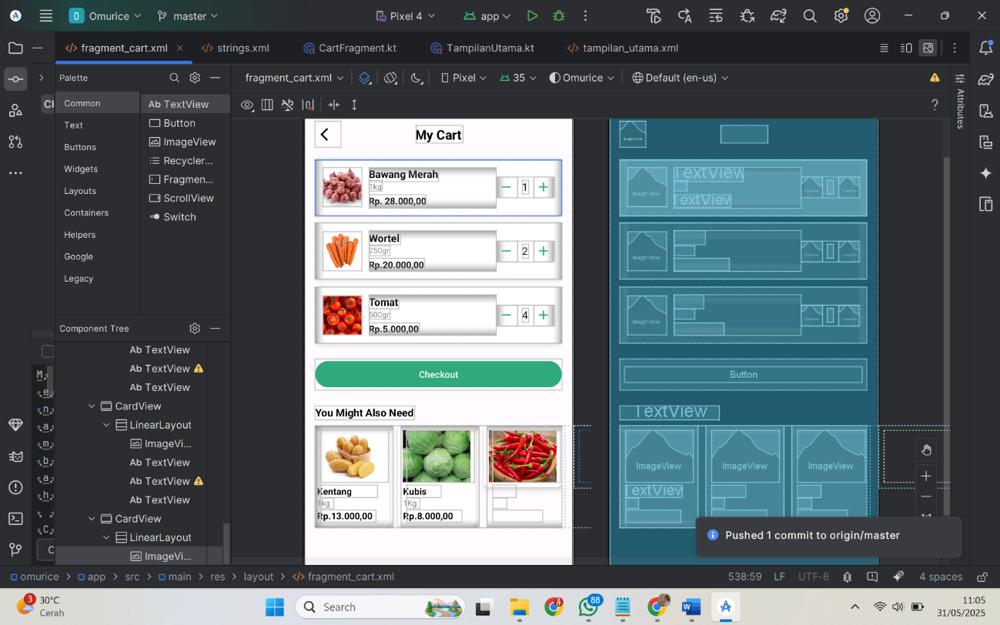 O Omurice master Pixel 4 app
fragment_cart.xml strings.xml CartFragment.kt TampilanUtama.kt tampilan_utama.xml
Palette
fragment_cart.xml Pixel 35 Omurice Default (en-us)
Common
Text
Buttons
Widgets
Layouts
Containers
Helpers
Google
Legacy
Ab TextView
Button
ImageView
Recycler...
Fragmen...
ScrollView
Switch
?
Attributes
Component Tree
Ab TextView
Ab TextView
Ab TextView
CardView
LinearLayout
ImageVi...
Ab TextView
Ab TextView
Ab TextView
CardView
LinearLayout
ImageVi...
My Cart
Bawang Merah
1kg
Rp. 28.000,00
1
Wortel
250gr
Rp.20.000,00
2
Tomat
500gr
Rp.5.000,00
4
Checkout
You Might Also Need
Kentang
1kg
Rp.13.000,00
Kubis
1Kg
Rp.8.000,00
ImageView
ImageView
TextView
TextView
ImageView
ImageView
Button
TextView
ImageView ImageView ImageView
TextView
1:1
Pushed 1 commit to origin/master
omurice > app > src > main > res > layout > fragment_cart.xml 538:59 LF UTF-8 4 spaces
3
30°C
Cerah
Search
88
11:05
31/05/2025